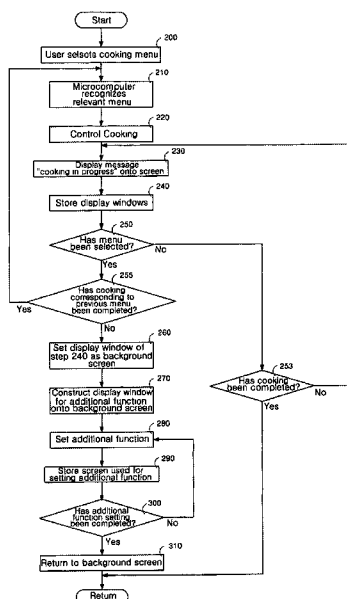 Start
200
User selsots cooking menu
210
Microcomputer
recognizes
relevant menu
220
Control Cooking
230
Display message
"cooking in progress" onto screen
240
Store display windows
250
Has menu
been selected?
No
Yes
255
Has cooking
corresponding to
previous minu
been completed?
Yes
No
260
Set display window of
step 240 as background
screen
253
Has cooking
been completed?
No
Yes
270
Construct display window
for additional function
onto background screen
280
Set additional function
290
Store screen used for
setting additional function
300
Has additional
function setting
been completed?
No
Yes
310
Return to background screen
Return